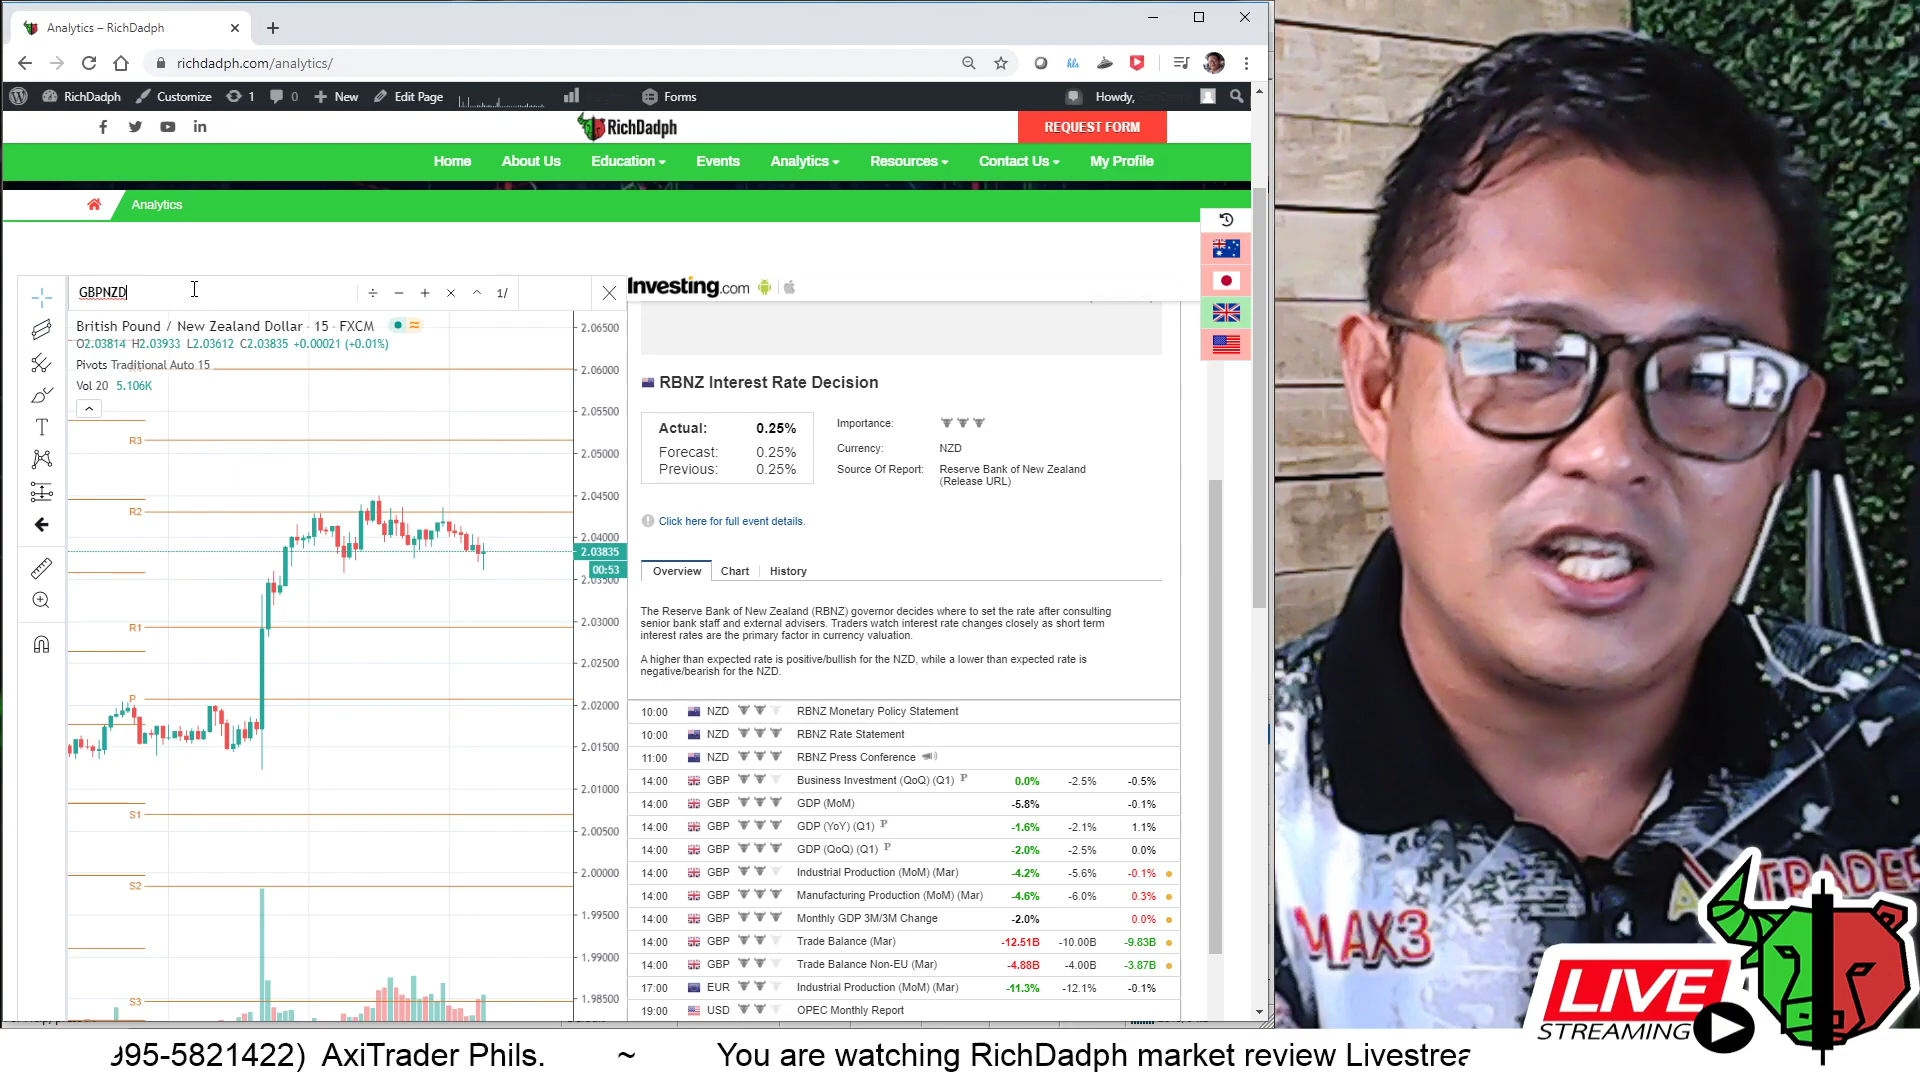 Analytics – RichDadph
richdadph.com/analytics/
RichDadph Customize 1 0 New Edit Page Forms Howdy,
RichDadph
REQUEST FORM
Home About Us Education Events Analytics Resources Contact Us My Profile
Analytics
GBPNZD
1/
Investing.com
British Pound / New Zealand Dollar · 15 · FXCM
O2.03814 H2.03933 L2.03612 C2.03835 +0.00021 (+0.01%)
Pivots Traditional Auto 15
Vol 20 5.106K
R3
R2
R1
P
S1
S2
S3
2.06500
2.06000
2.05500
2.05000
2.04500
2.04000
2.03835
00:53
2.03500
2.03000
2.02500
2.02000
2.01500
2.01000
2.00500
2.00000
1.99500
1.99000
1.98500
RBNZ Interest Rate Decision
Actual: 0.25%
Forecast: 0.25%
Previous: 0.25%
Importance:
Currency: NZD
Source Of Report: Reserve Bank of New Zealand
(Release URL)
Click here for full event details.
Overview Chart History
The Reserve Bank of New Zealand (RBNZ) governor decides where to set the rate after consulting
senior bank staff and external advisers. Traders watch interest rate changes closely as short term
interest rates are the primary factor in currency valuation.
A higher than expected rate is positive/bullish for the NZD, while a lower than expected rate is
negative/bearish for the NZD.
10:00 NZD RBNZ Monetary Policy Statement
10:00 NZD RBNZ Rate Statement
11:00 NZD RBNZ Press Conference
14:00 GBP Business Investment (QoQ) (Q1) P 0.0% -2.5% -0.5%
14:00 GBP GDP (MoM) -5.8% -0.1%
14:00 GBP GDP (YoY) (Q1) P -1.6% -2.1% 1.1%
14:00 GBP GDP (QoQ) (Q1) P -2.0% -2.5% 0.0%
14:00 GBP Industrial Production (MoM) (Mar) -4.2% -5.6% -0.1%
14:00 GBP Manufacturing Production (MoM) (Mar) -4.6% -6.0% 0.3%
14:00 GBP Monthly GDP 3M/3M Change -2.0% 0.0%
14:00 GBP Trade Balance (Mar) -12.51B -10.00B -9.83B
14:00 GBP Trade Balance Non-EU (Mar) -4.88B -4.00B -3.87B
17:00 EUR Industrial Production (MoM) (Mar) -11.3% -12.1% -0.1%
19:00 USD OPEC Monthly Report
MAX3
LIVE
STREAMING
995-5821422) AxiTrader Phils. ~ You are watching RichDadph market review Livestrea